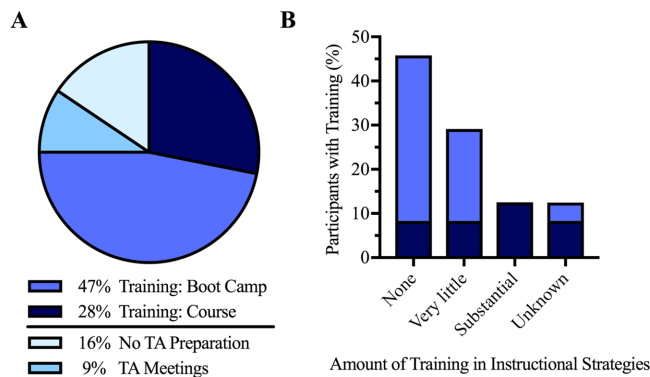 A
47% Training: Boot Camp
28% Training: Course
16% No TA Preparation
9% TA Meetings
B
Participants with Training (%)
50
40
30
20
10
0
None
Very little
Substantial
Unknown
Amount of Training in Instructional Strategies